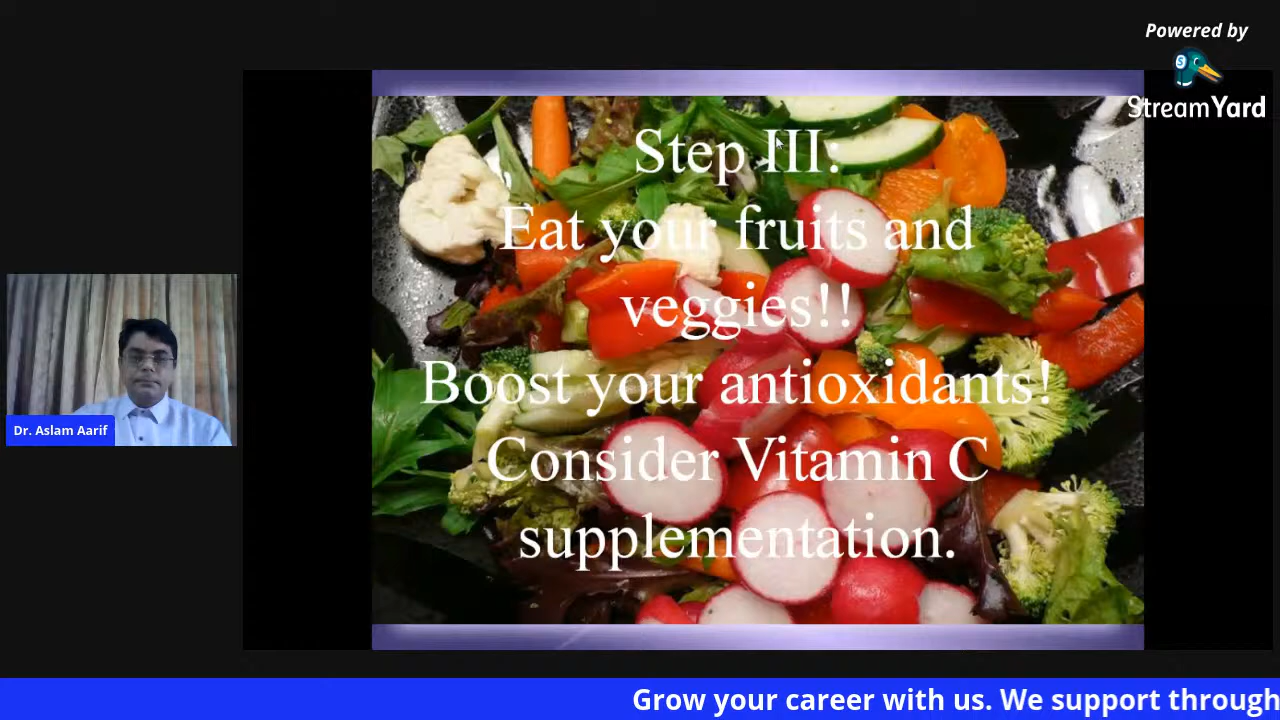 Powered by
StreamYard
Step III:
Eat your fruits and
veggies!!
Boost your antioxidants!
Consider Vitamin C
supplementation.
Dr. Aslam Aarif
Grow your career with us. We support through